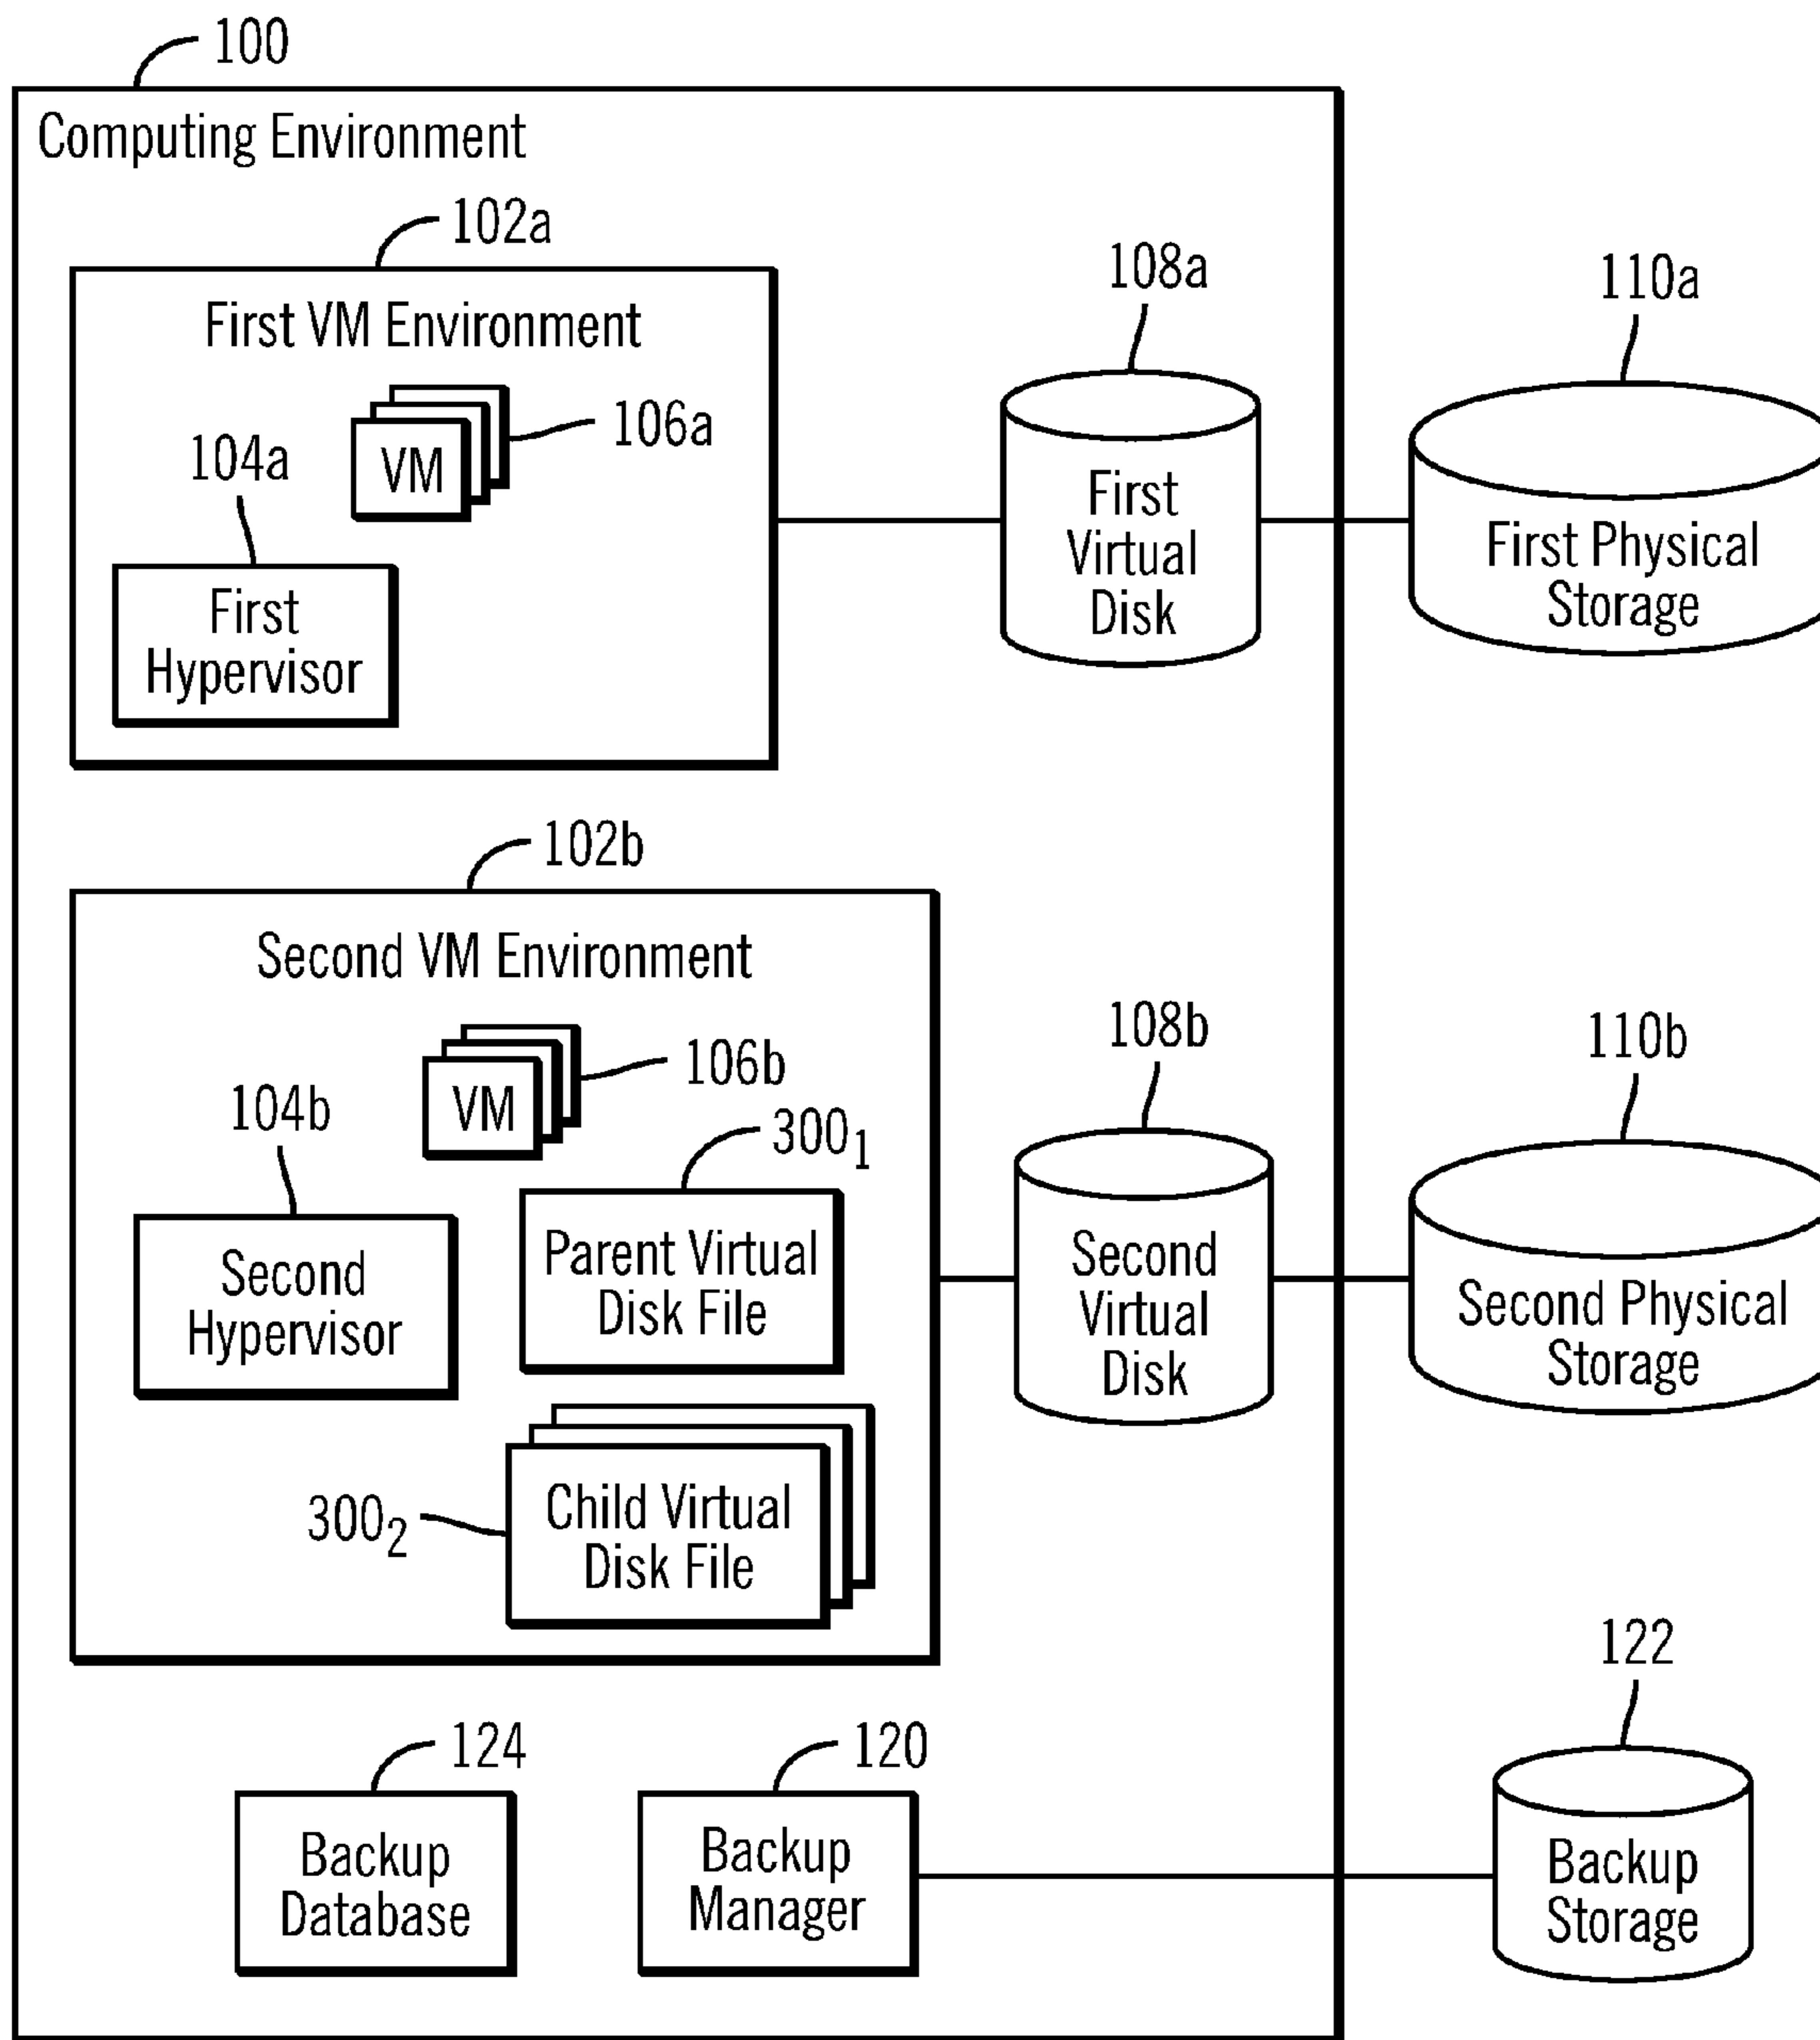 100
Computing Environment
102a
First VM Environment
106a
VM
104a
First
Hypervisor
108a
First
Virtual
Disk
110a
First Physical
Storage
102b
Second VM Environment
106b
VM
104b
Second
Hypervisor
300₁
Parent Virtual
Disk File
300₂
Child Virtual
Disk File
108b
Second
Virtual
Disk
110b
Second Physical
Storage
124
Backup
Database
120
Backup
Manager
122
Backup
Storage